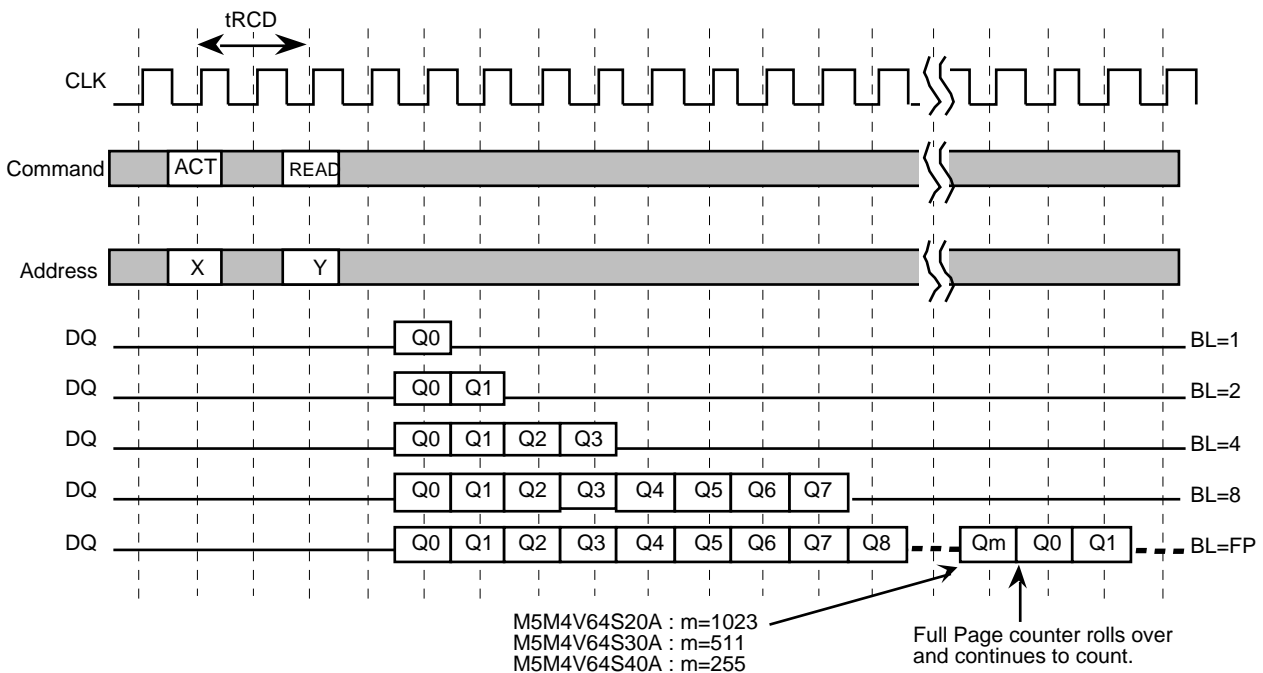 tRCD
CLK
Command ACT READ
Address X Y
DQ Q0 BL=1
DQ Q0 Q1 BL=2
DQ Q0 Q1 Q2 Q3 BL=4
DQ Q0 Q1 Q2 Q3 Q4 Q5 Q6 Q7 BL=8
DQ Q0 Q1 Q2 Q3 Q4 Q5 Q6 Q7 Q8 Qm Q0 Q1 BL=FP
M5M4V64S20A : m=1023
M5M4V64S30A : m=511
M5M4V64S40A : m=255
Full Page counter rolls over
and continues to count.